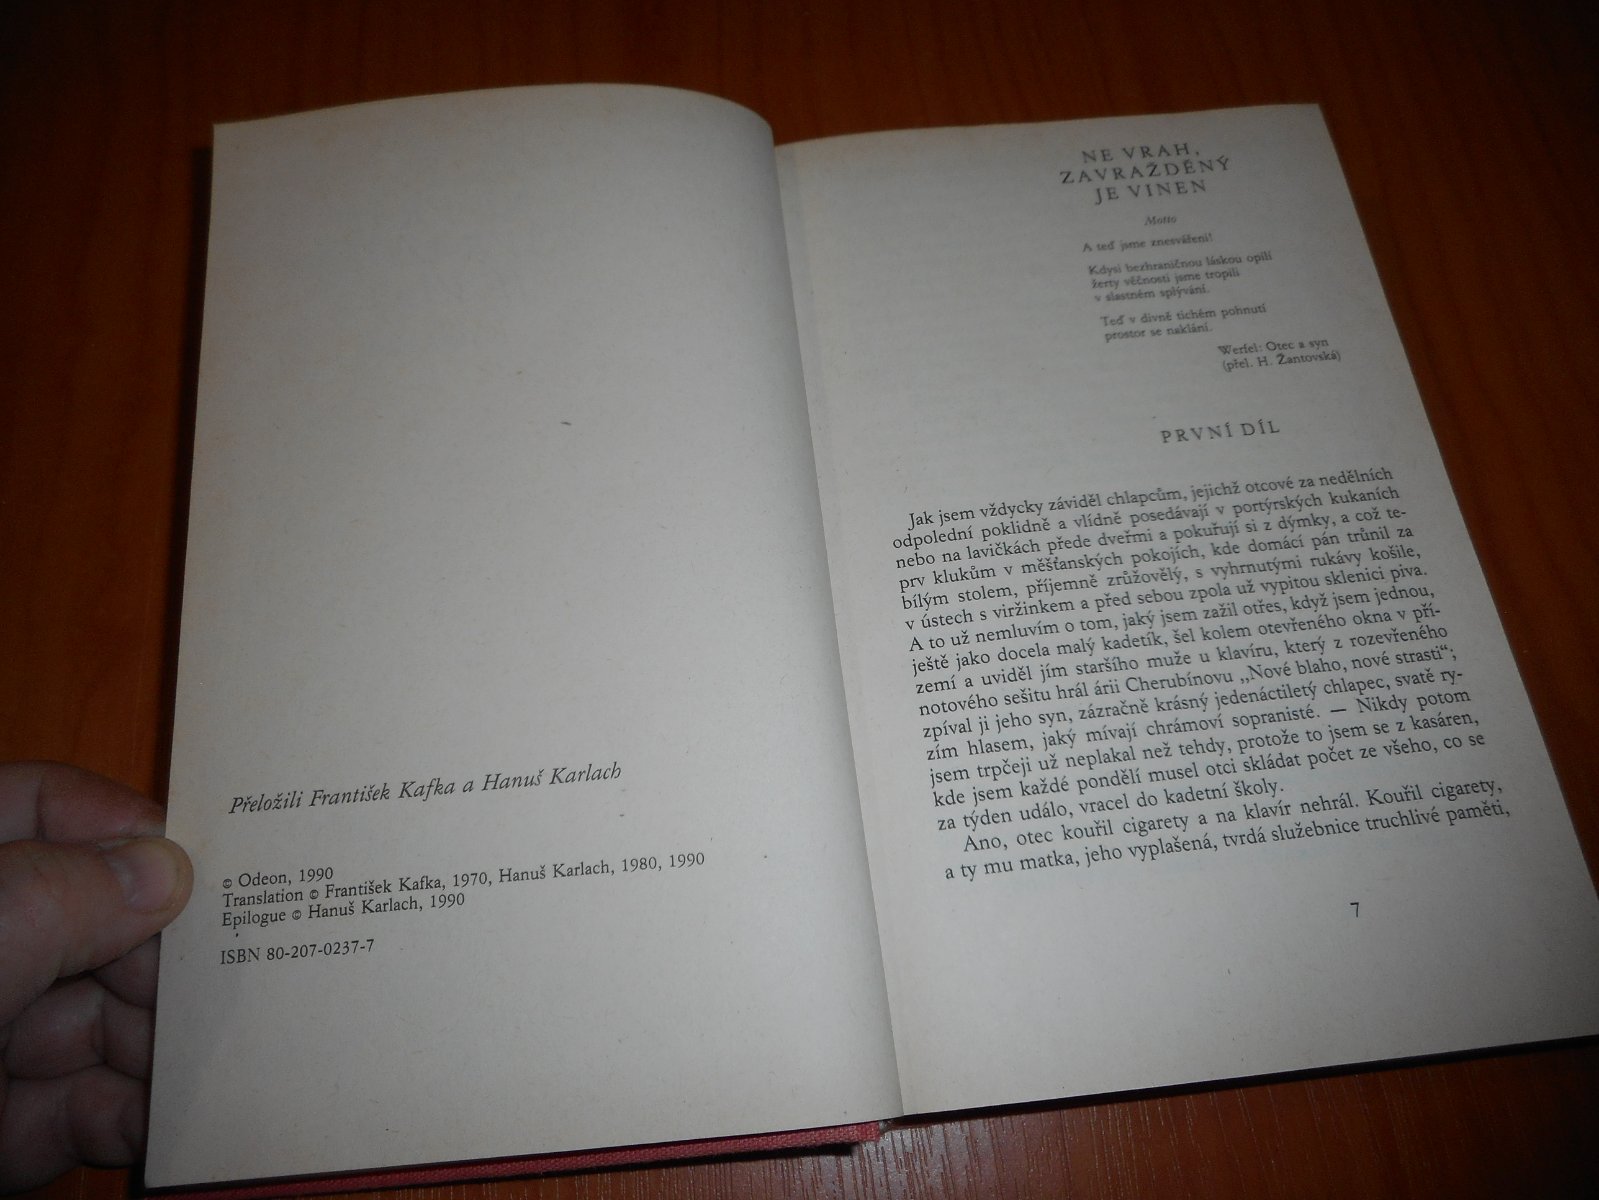 Přeložili František Kafka a Hanuš Karlach
© Odeon, 1990
Translation © František Kafka, 1970, Hanuš Karlach, 1980, 1990
Epilogue © Hanuš Karlach, 1990
ISBN 80-207-0237-7
NE VRAH,
ZAVRAŽDĚNÝ
JE VINEN
Motto
A teď jsme znesvářeni!
Kdysi bezhraničnou láskou opilí
žerty věčnosti jsme tropili
v slastném splývání.
Teď v divně tichém pohnutí
prostor se naklání.
Werfel: Otec a syn
(přel. H. Žantovská)
PRVNÍ DÍL
Jak jsem vždycky záviděl chlapcům, jejichž otcové za nedělních
odpolední poklidně a vlídně posedávají v portýrských kukaních
nebo na lavičkách přede dveřmi a pokuřují si z dýmky, a což te-
prv klukům v měšťanských pokojích, kde domácí pán trůnil za
bílým stolem, příjemně zrůžovělý, s vyhrnutými rukávy košile,
v ústech s viržinkem a před sebou zpola už vypitou sklenici piva.
A to už nemluvím o tom, jaký jsem zažil otřes, když jsem jednou,
ještě jako docela malý kadetík, šel kolem otevřeného okna v pří-
zemí a uviděl jím staršího muže u klavíru, který z rozevřeného
notového sešitu hrál árii Cherubínovu „Nové blaho, nové strasti“;
zpíval ji jeho syn, zázračně krásný jedenáctiletý chlapec, svatě ry-
zím hlasem, jaký mívají chrámoví sopranisté. — Nikdy potom
jsem trpčeji už neplakal než tehdy, protože to jsem se z kasáren,
kde jsem každé pondělí musel otci skládat počet ze všeho, co se
za týden událo, vracel do kadetní školy.
Ano, otec kouřil cigarety a na klavír nehrál. Kouřil cigarety,
a ty mu matka, jeho vyplašená, tvrdá služebnice truchlivé paměti,
7